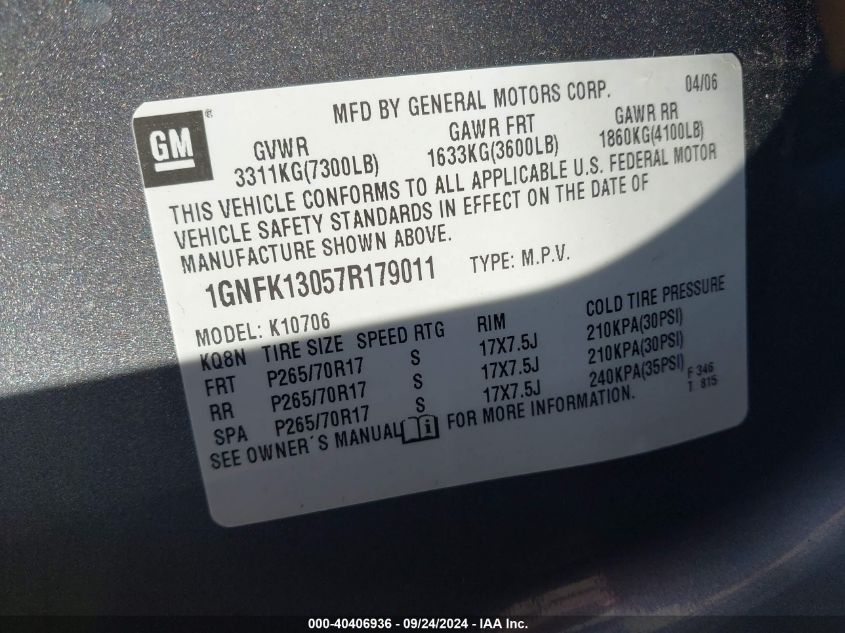 GM ®
MFD BY GENERAL MOTORS CORP. 04/06
GVWR GAWR FRT GAWR RR
3311KG(7300LB) 1633KG(3600LB) 1860KG(4100LB)
THIS VEHICLE CONFORMS TO ALL APPLICABLE U.S. FEDERAL MOTOR
VEHICLE SAFETY STANDARDS IN EFFECT ON THE DATE OF
MANUFACTURE SHOWN ABOVE.
1GNFK13057R179011 TYPE: M.P.V.
MODEL: K10706
KQ8N TIRE SIZE SPEED RTG RIM COLD TIRE PRESSURE
FRT P265/70R17 S 17X7.5J 210KPA(30PSI)
RR P265/70R17 S 17X7.5J 210KPA(30PSI)
SPA P265/70R17 S 17X7.5J 240KPA(35PSI)
SEE OWNER´S MANUAL FOR MORE INFORMATION.
F 346
T 815
000-40406936 - 09/24/2024 - IAA Inc.